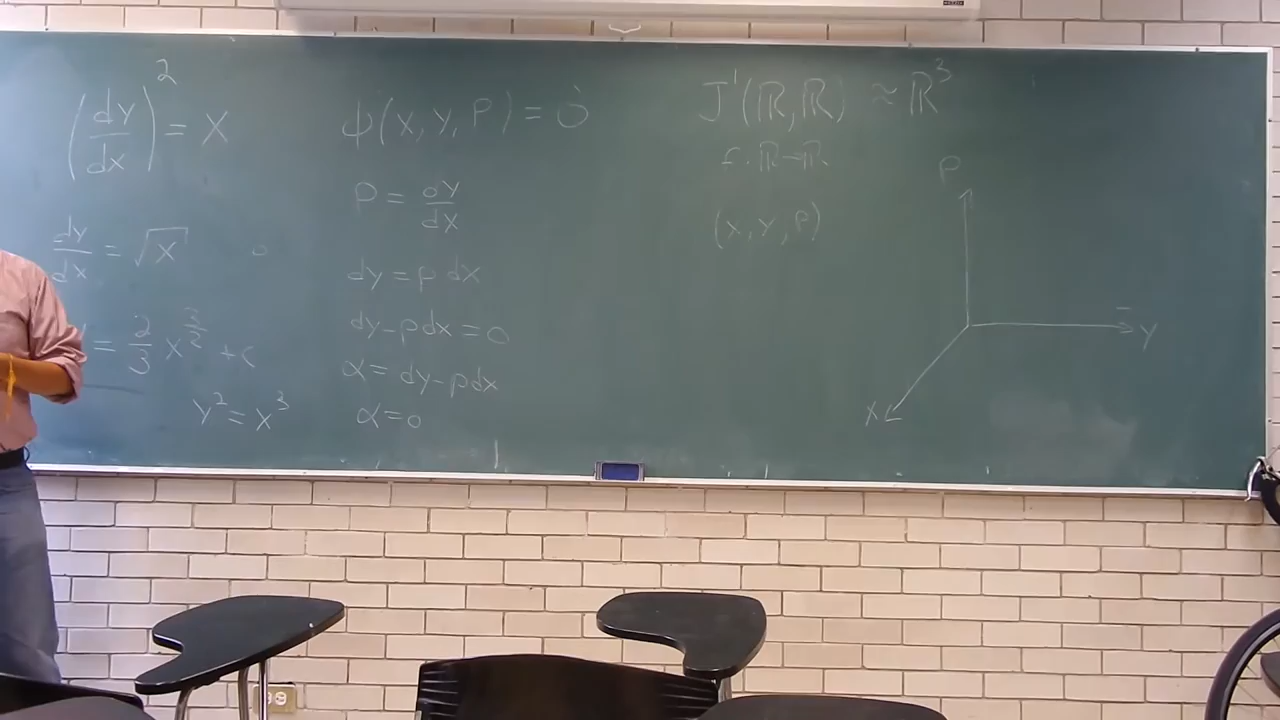 (dy/dx)² = x
dy/dx = √x
= 2/3 x^(3/2) + c
y² = x³
ψ(x, y, p) = 0
p = dy/dx
dy = p dx
dy - p dx = 0
α = dy - p dx
α = 0
J¹(ℝ, ℝ) ≈ ℝ³
f: ℝ→ℝ
(x, y, p)
p
y
x